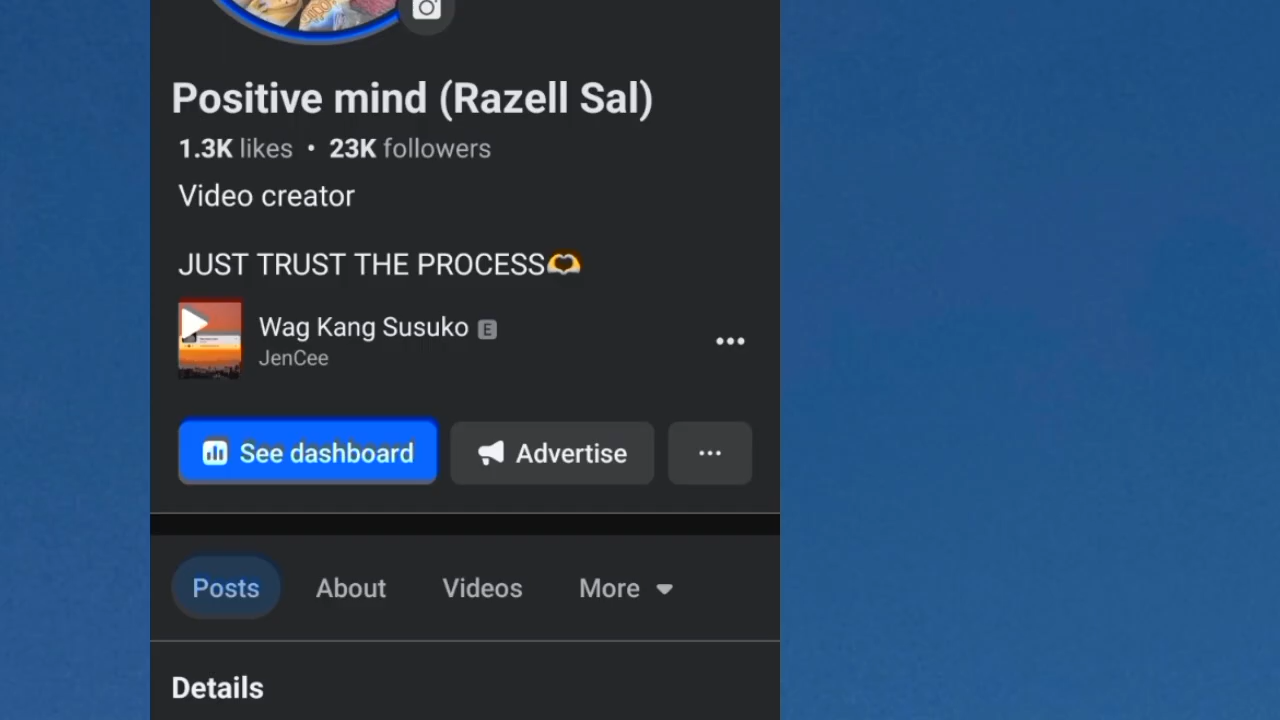 Positive mind (Razell Sal)
1.3K likes • 23K followers
Video creator
JUST TRUST THE PROCESS🫶
Wag Kang Susuko E
JenCee
See dashboard
Advertise
Posts About Videos More
Details